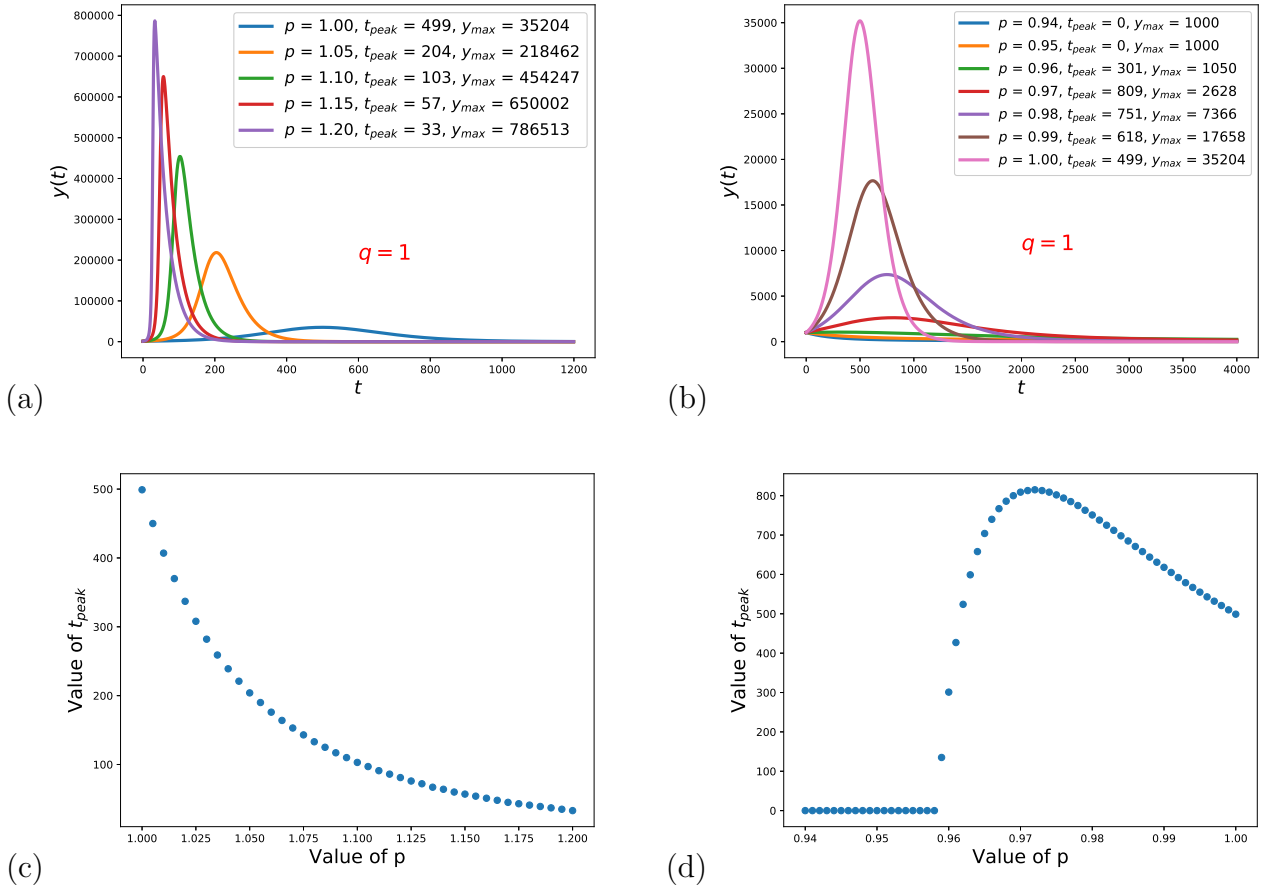 p = 1.00, t_peak = 499, y_max = 35204
p = 1.05, t_peak = 204, y_max = 218462
p = 1.10, t_peak = 103, y_max = 454247
p = 1.15, t_peak = 57, y_max = 650002
p = 1.20, t_peak = 33, y_max = 786513
q = 1
800000
700000
600000
500000
400000
300000
200000
100000
0
y(t)
0 200 400 600 800 1000 1200
t
(a)
p = 0.94, t_peak = 0, y_max = 1000
p = 0.95, t_peak = 0, y_max = 1000
p = 0.96, t_peak = 301, y_max = 1050
p = 0.97, t_peak = 809, y_max = 2628
p = 0.98, t_peak = 751, y_max = 7366
p = 0.99, t_peak = 618, y_max = 17658
p = 1.00, t_peak = 499, y_max = 35204
q = 1
35000
30000
25000
20000
15000
10000
5000
0
y(t)
0 500 1000 1500 2000 2500 3000 3500 4000
t
(b)
500
400
300
200
100
Value of t_peak
1.000 1.025 1.050 1.075 1.100 1.125 1.150 1.175 1.200
Value of p
(c)
800
700
600
500
400
300
200
100
0
Value of t_peak
0.94 0.95 0.96 0.97 0.98 0.99 1.00
Value of p
(d)